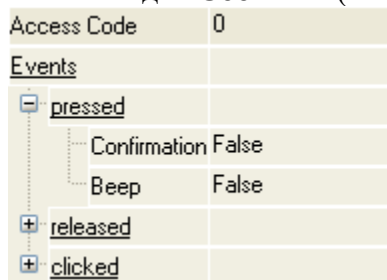 Access Code 0
Events
pressed
Confirmation False
Beep False
released
clicked